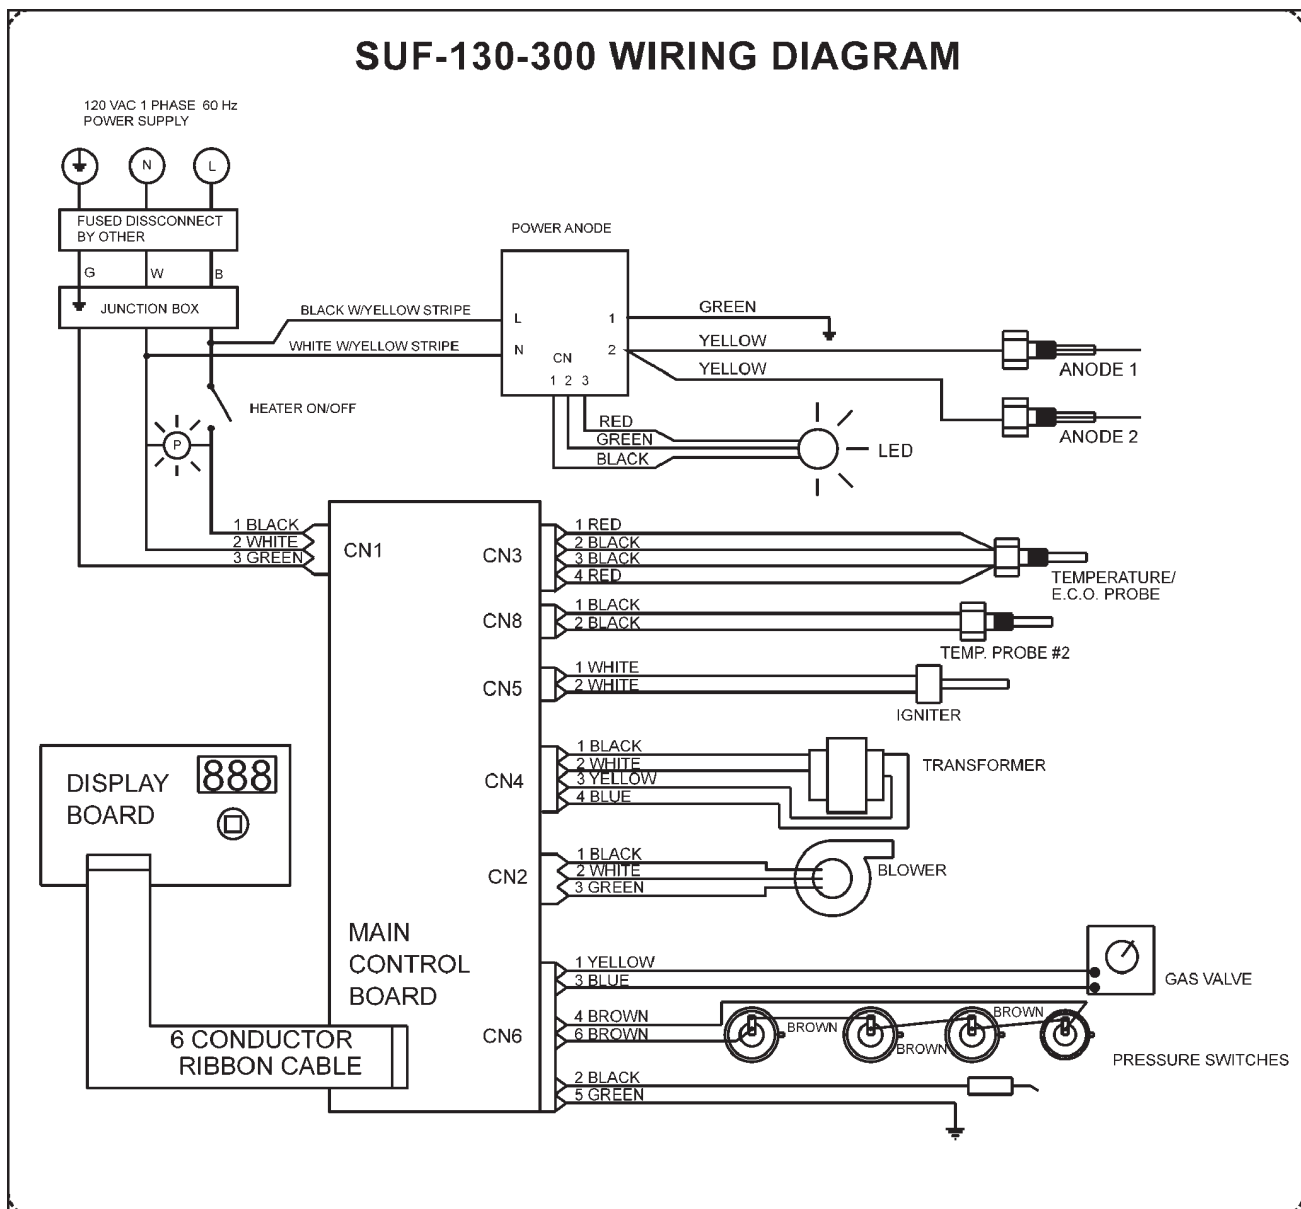 SUF-130-300 WIRING DIAGRAM
120 VAC 1 PHASE 60 Hz
POWER SUPPLY
N
L
FUSED DISSCONNECT
BY OTHER
G
W
B
JUNCTION BOX
POWER ANODE
BLACK W/YELLOW STRIPE
WHITE W/YELLOW STRIPE
L
N
1
2
CN
1 2 3
GREEN
YELLOW
YELLOW
ANODE 1
ANODE 2
HEATER ON/OFF
P
RED
GREEN
BLACK
LED
1 BLACK
2 WHITE
3 GREEN
CN1
CN3
1 RED
2 BLACK
3 BLACK
4 RED
TEMPERATURE/
E.C.O. PROBE
CN8
1 BLACK
2 BLACK
TEMP. PROBE #2
CN5
1 WHITE
2 WHITE
IGNITER
CN4
1 BLACK
2 WHITE
3 YELLOW
4 BLUE
TRANSFORMER
DISPLAY
BOARD
888
CN2
1 BLACK
2 WHITE
3 GREEN
BLOWER
MAIN
CONTROL
BOARD
CN6
1 YELLOW
3 BLUE
GAS VALVE
4 BROWN
6 BROWN
BROWN
BROWN
BROWN
PRESSURE SWITCHES
2 BLACK
5 GREEN
6 CONDUCTOR
RIBBON CABLE